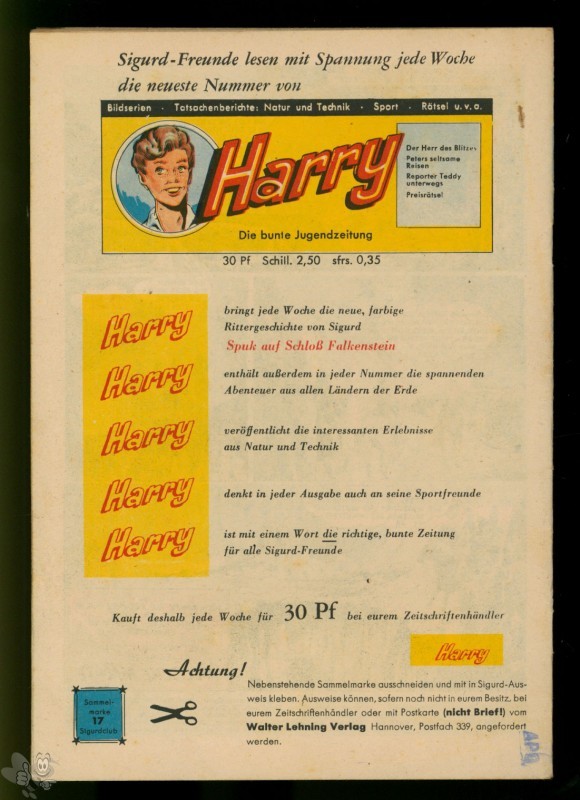 Sigurd-Freunde lesen mit Spannung jede Woche
die neueste Nummer von
Bildserien · Tatsachenberichte: Natur und Technik · Sport · Rätsel u.v.a.
Harry
Der Herr des Blitzes
Peters seltsame
Reisen
Reporter Teddy
unterwegs
Preisrätsel
Die bunte Jugendzeitung
30 Pf Schill. 2,50 sfrs. 0,35
Harry
bringt jede Woche die neue, farbige
Rittergeschichte von Sigurd
Spuk auf Schloß Falkenstein
Harry
enthält außerdem in jeder Nummer die spannenden
Abenteuer aus allen Ländern der Erde
Harry
veröffentlicht die interessanten Erlebnisse
aus Natur und Technik
Harry
denkt in jeder Ausgabe auch an seine Sportfreunde
Harry
ist mit einem Wort die richtige, bunte Zeitung
für alle Sigurd-Freunde
Kauft deshalb jede Woche für 30 Pf bei eurem Zeitschriftenhändler
Harry
Achtung!
Nebenstehende Sammelmarke ausschneiden und mit in Sigurd-Aus-
weis kleben. Ausweise können, sofern noch nicht in eurem Besitz, bei
eurem Zeitschriftenhändler oder mit Postkarte (nicht Brief!) vom
Walter Lehning Verlag Hannover, Postfach 339, angefordert
werden.
Sammel-
marke
17
Sigurdclub